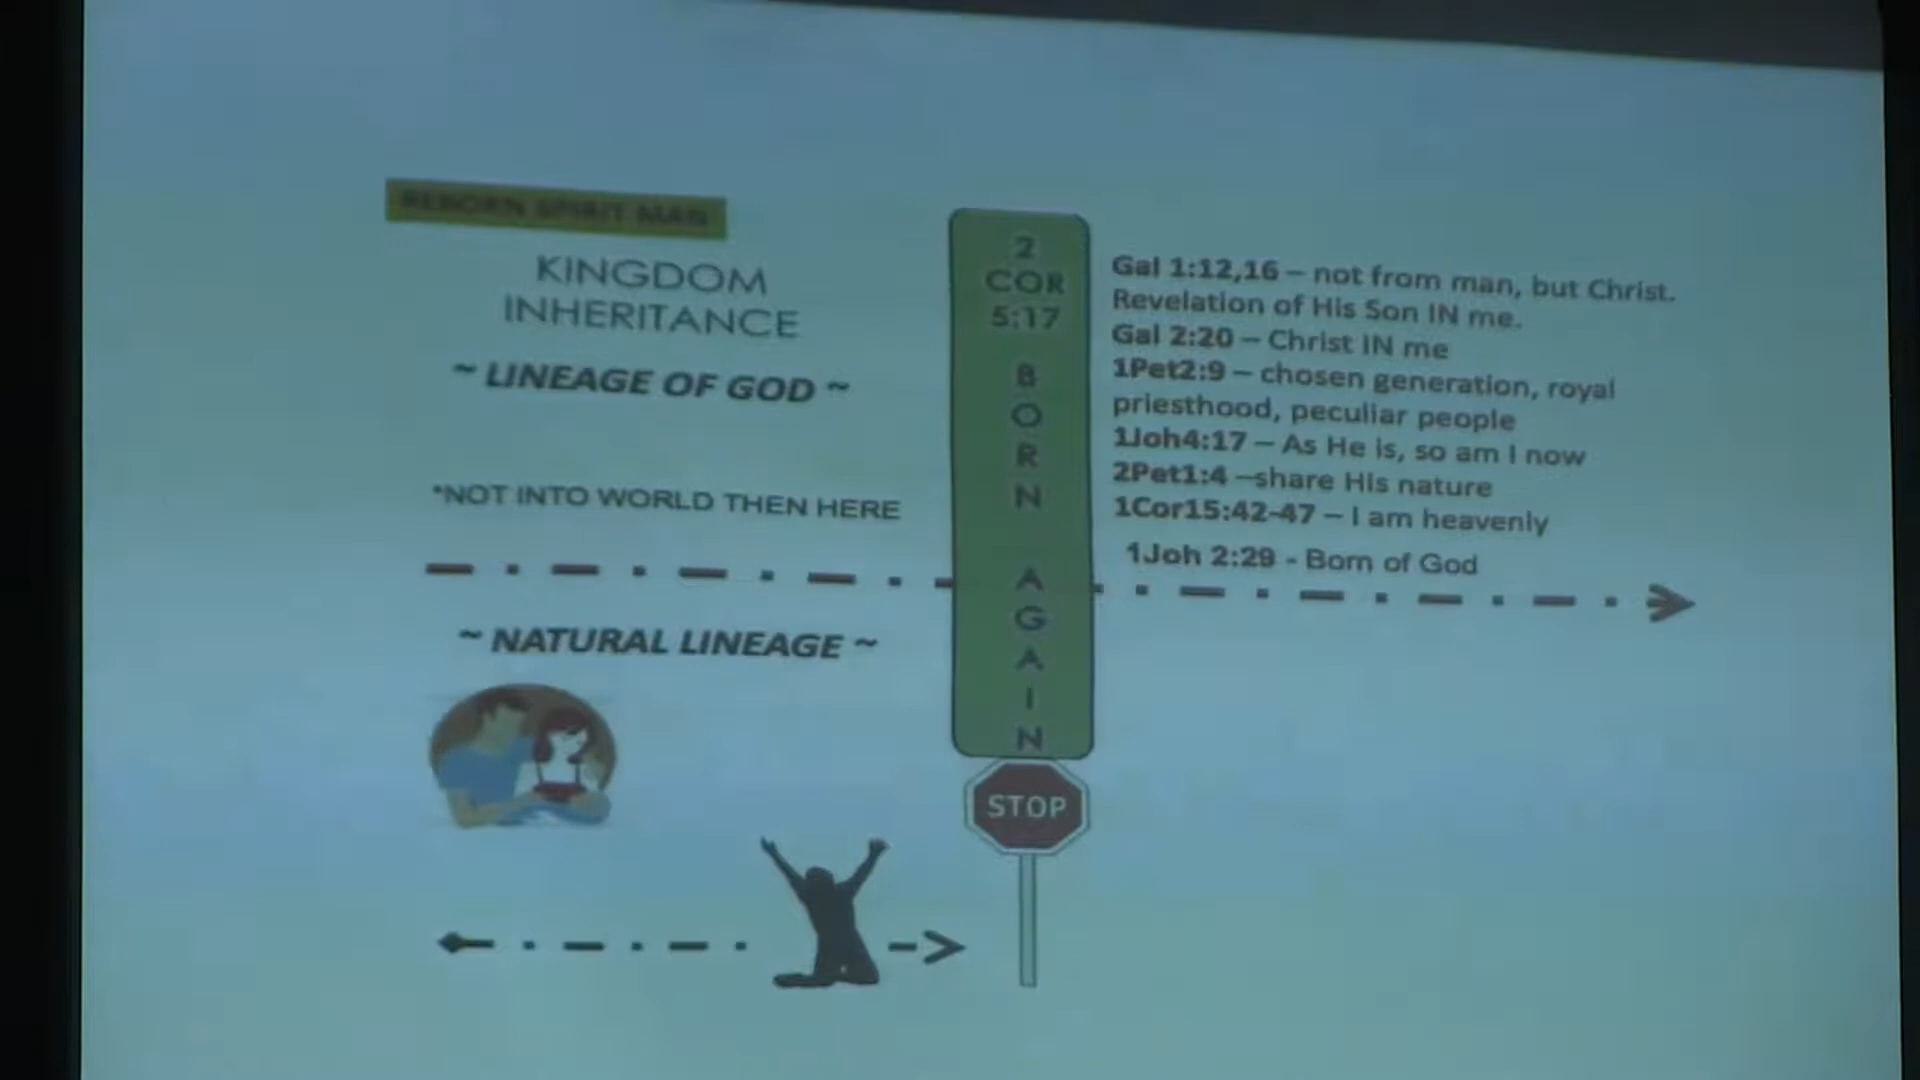 REBORN SPIRIT MAN
KINGDOM
INHERITANCE
~ LINEAGE OF GOD ~
*NOT INTO WORLD THEN HERE
~ NATURAL LINEAGE ~
2
COR
5:17
B
O
R
N
A
G
A
I
N
STOP
Gal 1:12,16 – not from man, but Christ.
Revelation of His Son IN me.
Gal 2:20 – Christ IN me
1Pet2:9 – chosen generation, royal
priesthood, peculiar people
1Joh4:17 – As He is, so am I now
2Pet1:4 –share His nature
1Cor15:42-47 – I am heavenly
1Joh 2:29 - Born of God